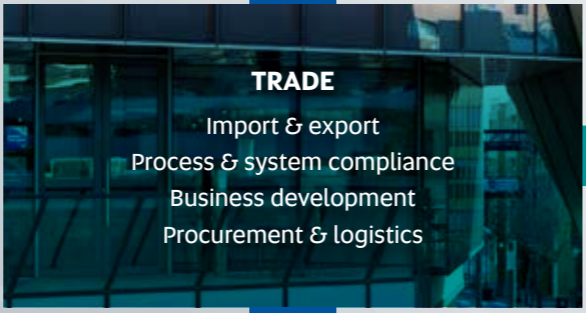 TRADE
Import & export
Process & system compliance
Business development
Procurement & logistics